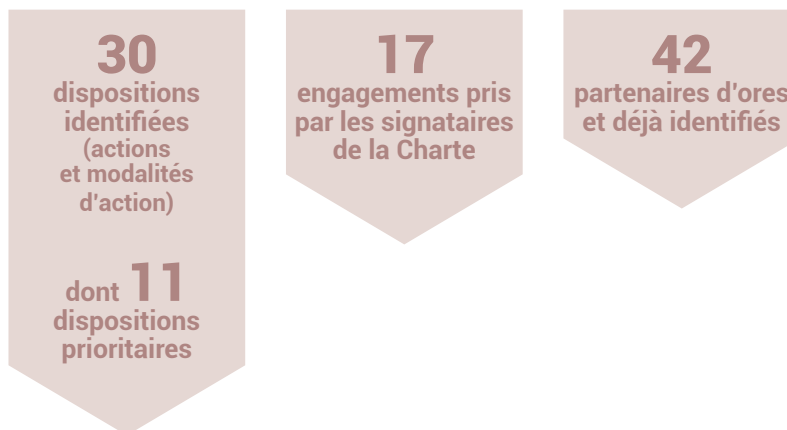 30
dispositions
identifiées
(actions
et modalités
d'action)
dont 11
dispositions
prioritaires
17
engagements pris
par les signataires
de la Charte
42
partenaires d'ores
et déjà identifiés